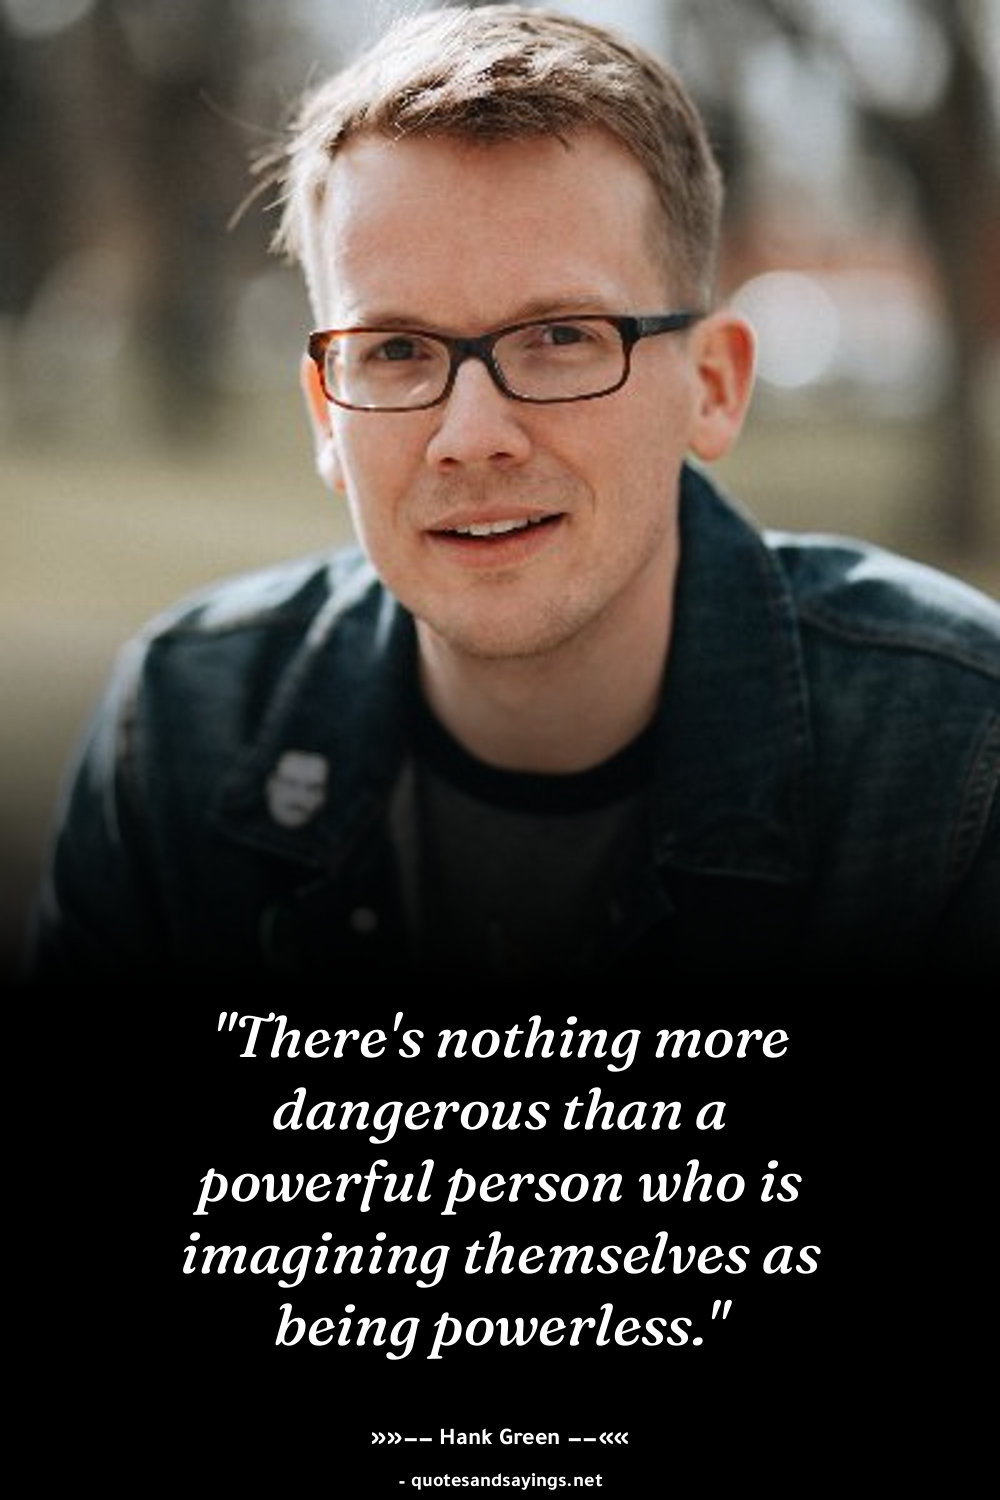 "There's nothing more
dangerous than a
powerful person who is
imagining themselves as
being powerless."
»»−− Hank Green −−««
- quotesandsayings.net